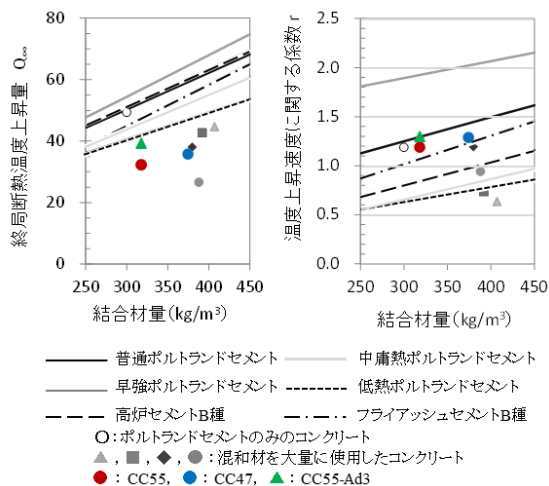 終局断熱温度上昇量 Q∞
80
60
40
20
0
250 300 350 400 450
結合材量(kg/m³)
温度上昇速度に関する係数 r
2.5
2.0
1.5
1.0
0.5
0.0
250 300 350 400 450
結合材量(kg/m³)
普通ポルトランドセメント 中庸熱ポルトランドセメント
早強ポルトランドセメント 低熱ポルトランドセメント
高炉セメントB種 フライアッシュセメントB種
○:ポルトランドセメントのみのコンクリート
▲, ■, ◆, ●:混和材を大量に使用したコンクリート
●:CC55, ●:CC47, ▲:CC55-Ad3